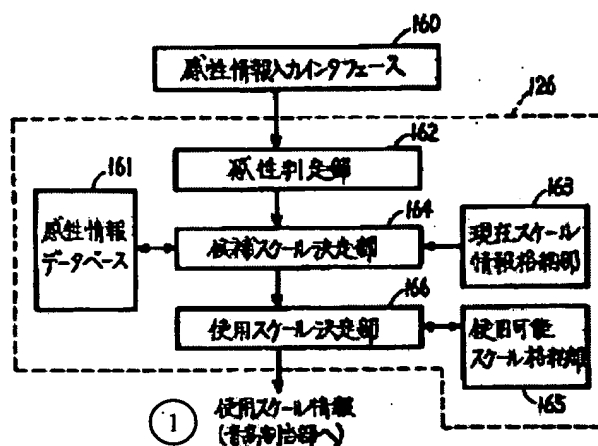 160
感性情報入力インタフェース
126
162
感性判定部
161
感性情報
データベース
164
候補スケール決定部
163
現在スケール
情報格納部
166
使用スケール決定部
使用可能
スケール格納部
165
1
使用スケール情報
(音高制御部へ)